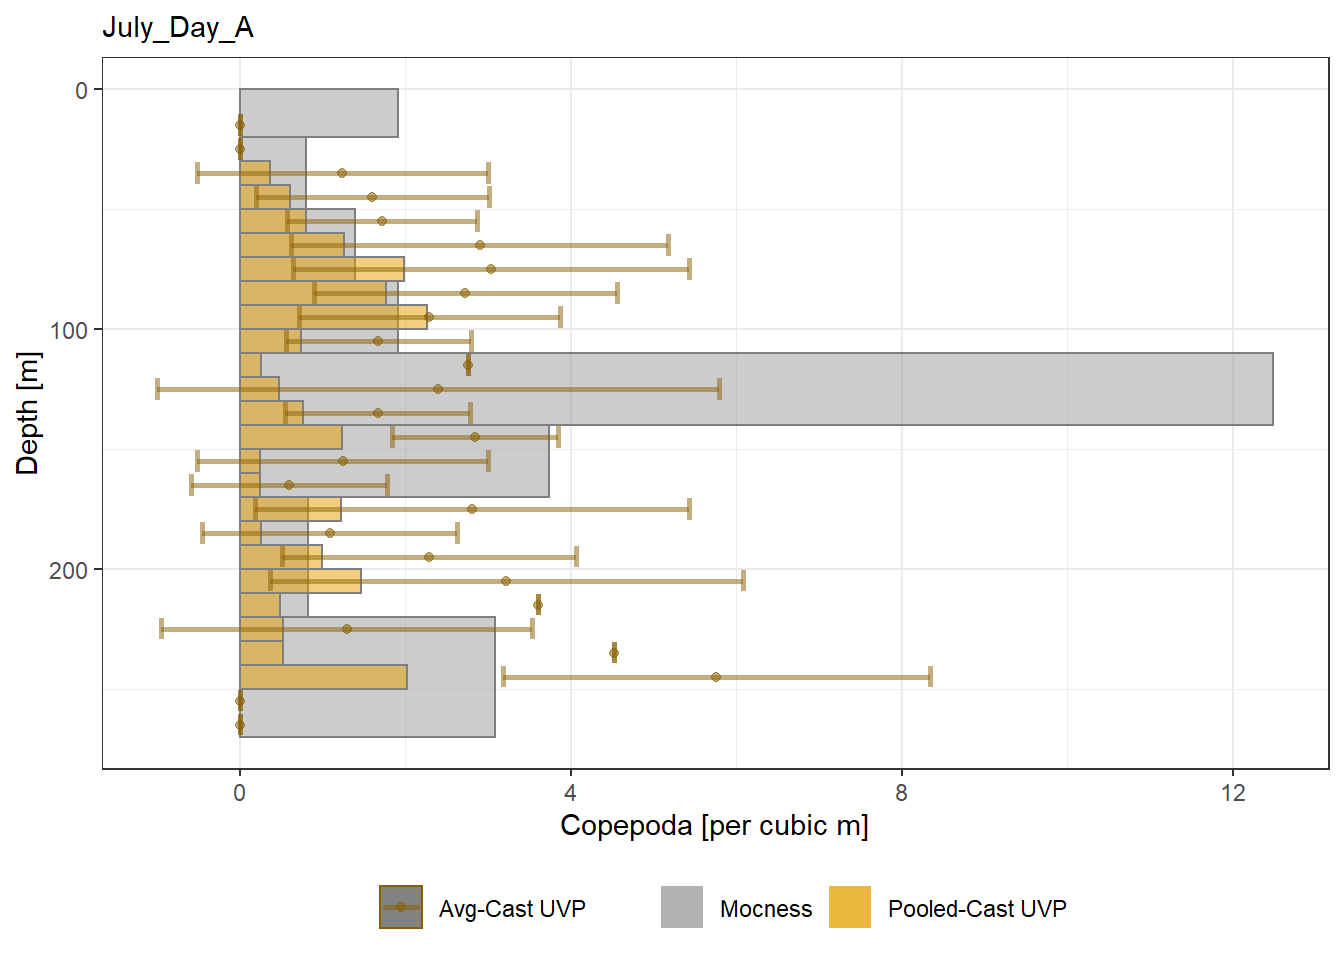 July_Day_A
0
100
200
Depth [m]
0 4 8 12
Copepoda [per cubic m]
Avg-Cast UVP Mocness Pooled-Cast UVP